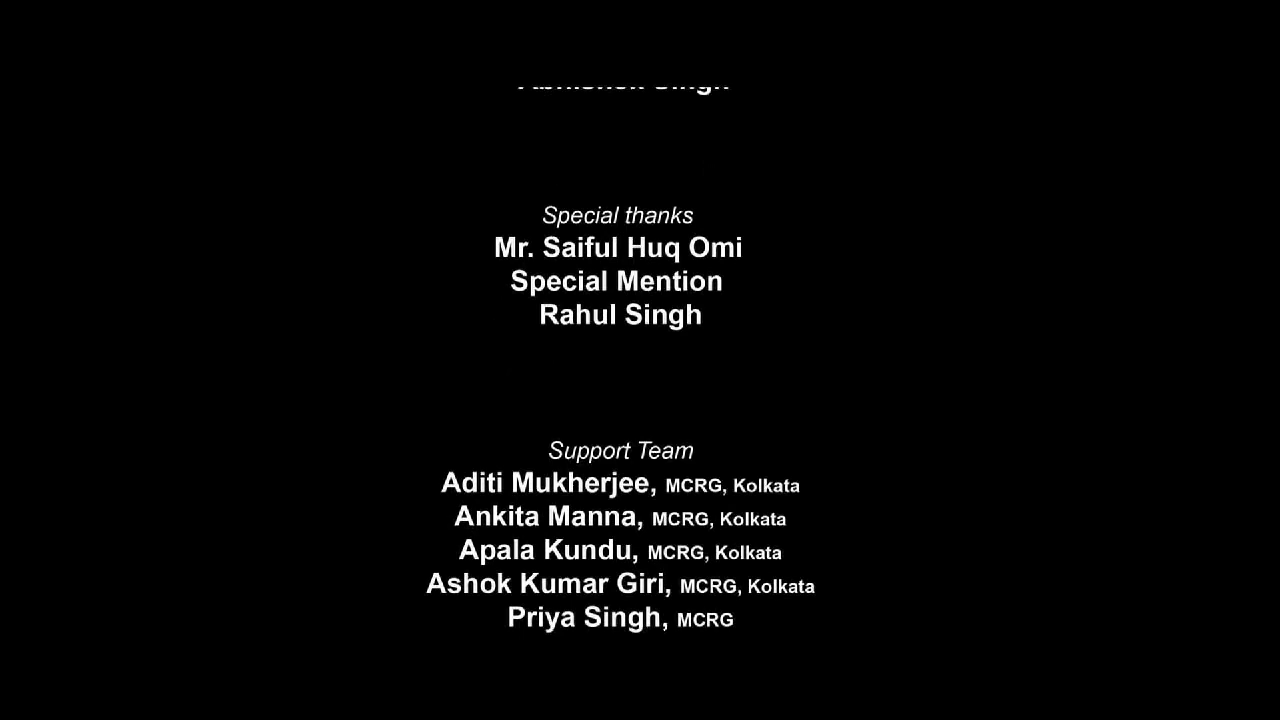 Singh
Special thanks
Mr. Saiful Huq Omi
Special Mention
Rahul Singh
Support Team
Aditi Mukherjee, MCRG, Kolkata
Ankita Manna, MCRG, Kolkata
Apala Kundu, MCRG, Kolkata
Ashok Kumar Giri, MCRG, Kolkata
Priya Singh, MCRG